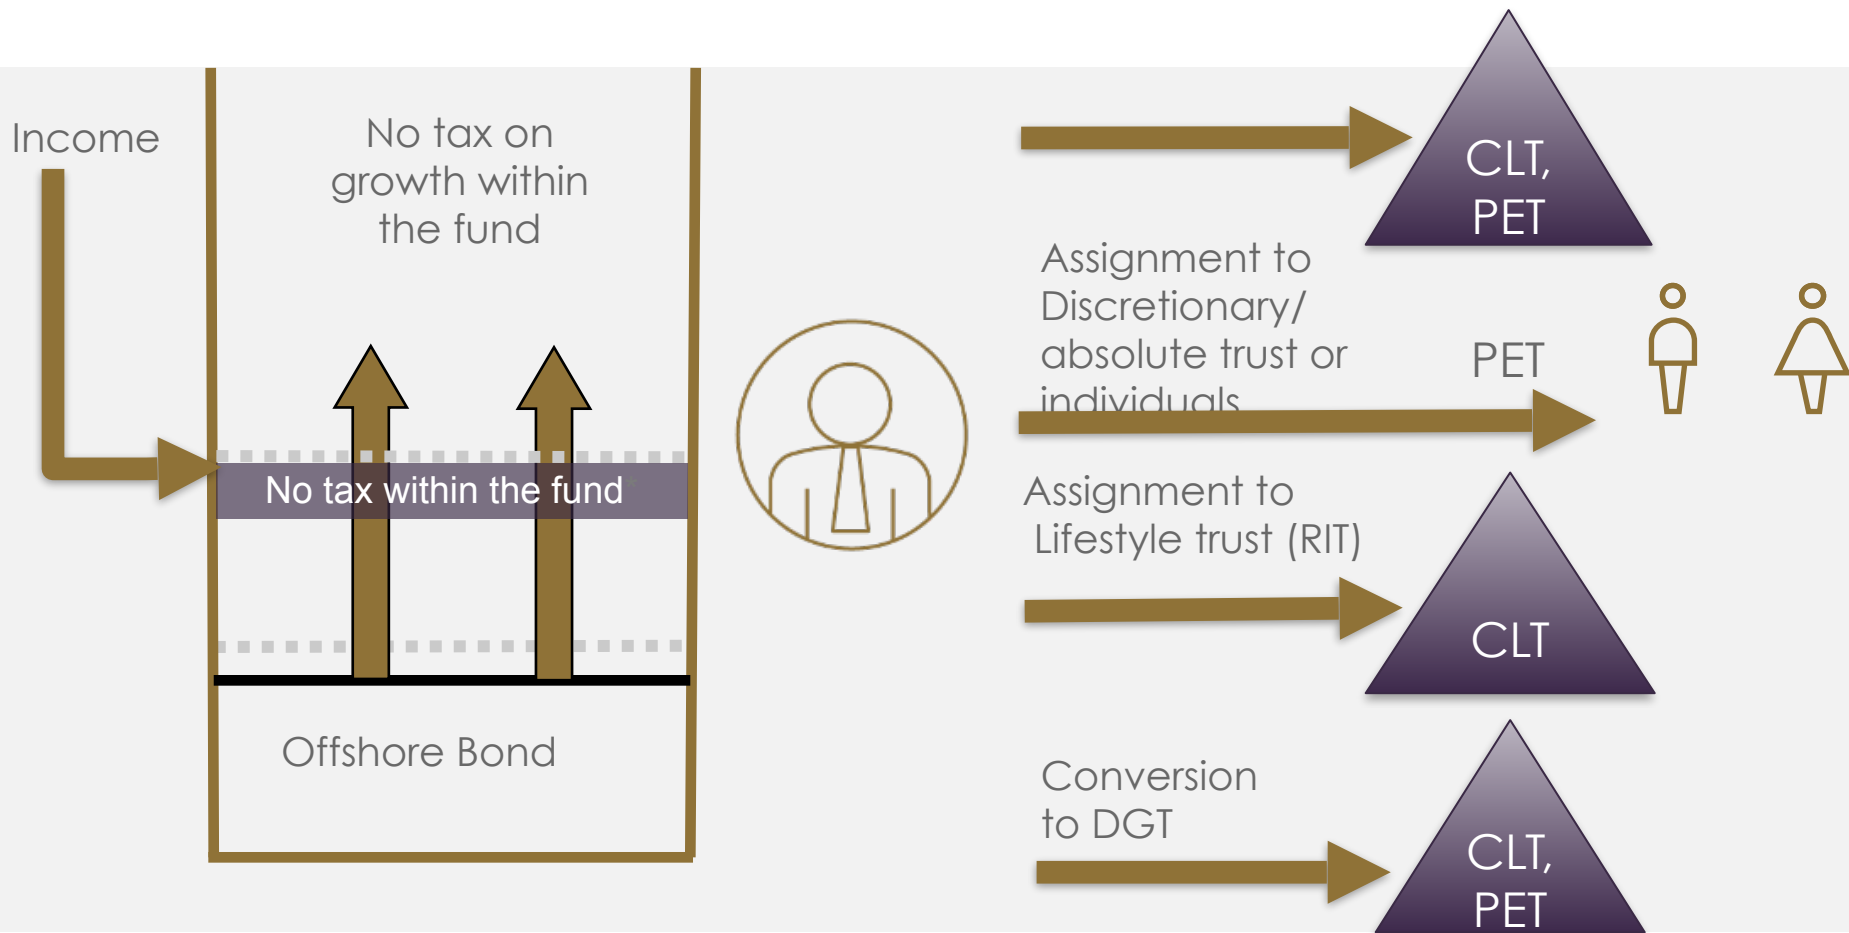 Income
No tax on
growth within
the fund
No tax within the fund*
Offshore Bond
CLT,
PET
Assignment to
Discretionary/
absolute trust or
individuals
PET
Assignment to
Lifestyle trust (RIT)
CLT
Conversion
to DGT
CLT,
PET